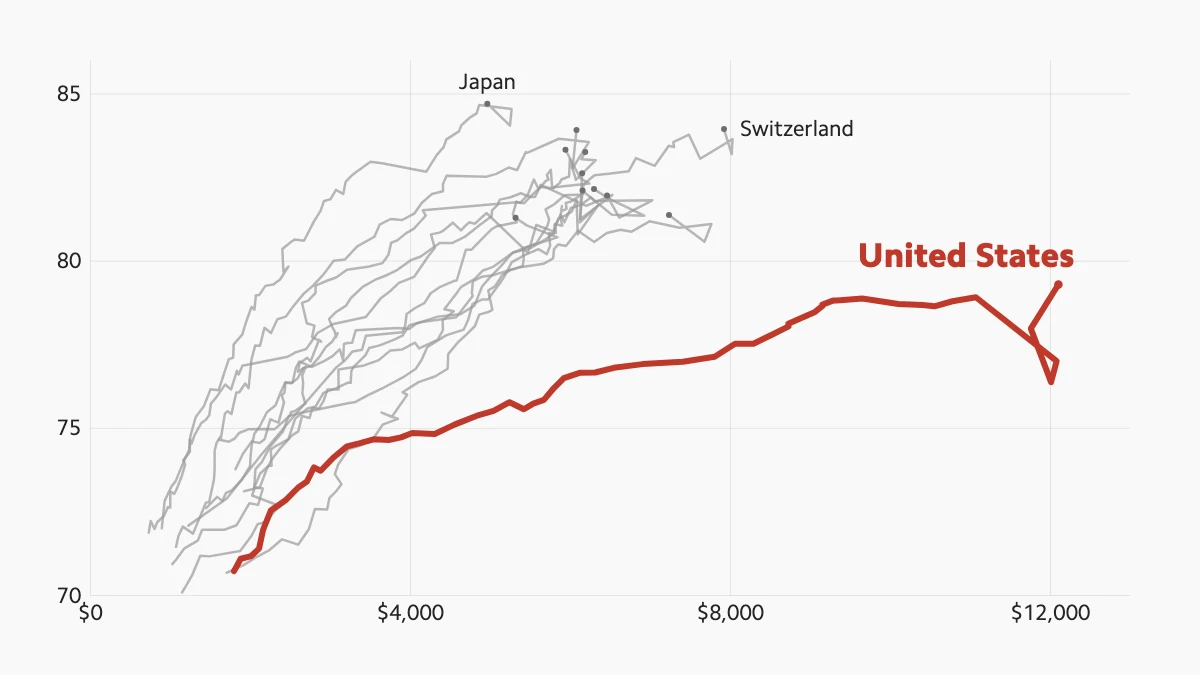 Japan
85
Switzerland
United States
80
75
70
$0
$4,000
$8,000
$12,000